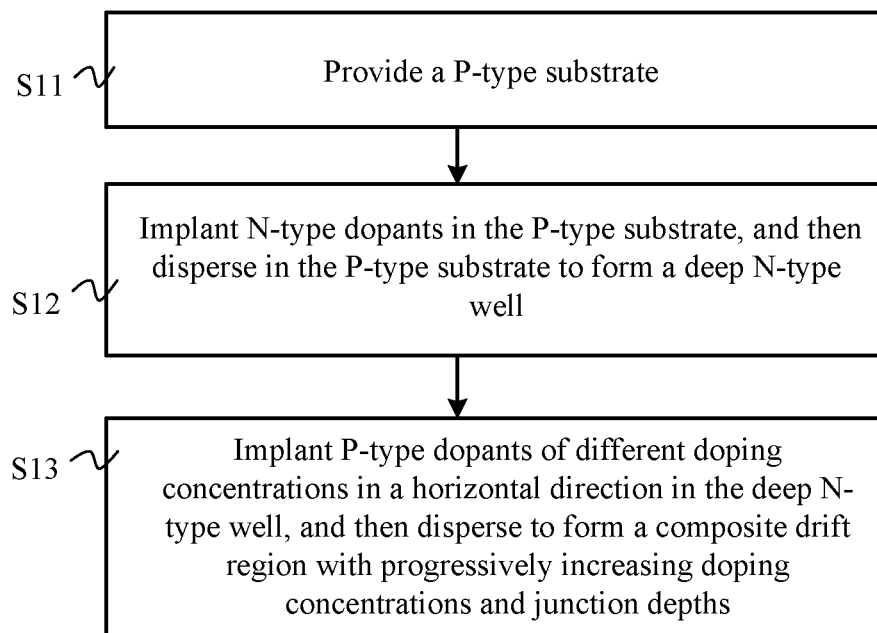 S11
Provide a P-type substrate
S12
Implant N-type dopants in the P-type substrate, and then
disperse in the P-type substrate to form a deep N-type
well
S13
Implant P-type dopants of different doping
concentrations in a horizontal direction in the deep N-
type well, and then disperse to form a composite drift
region with progressively increasing doping
concentrations and junction depths